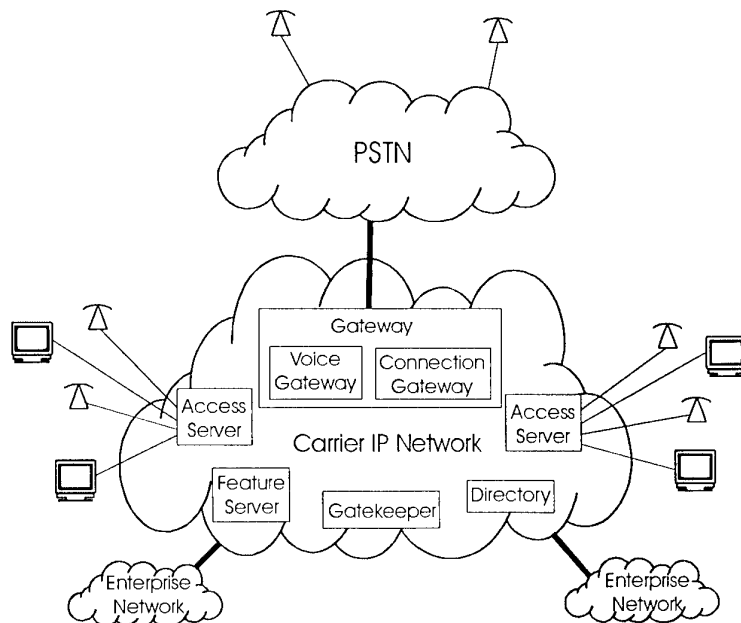 PSTN
Gateway
Voice
Gateway
Connection
Gateway
Access
Server
Access
Server
Carrier IP Network
Feature
Server
Gatekeeper
Directory
Enterprise
Network
Enterprise
Network